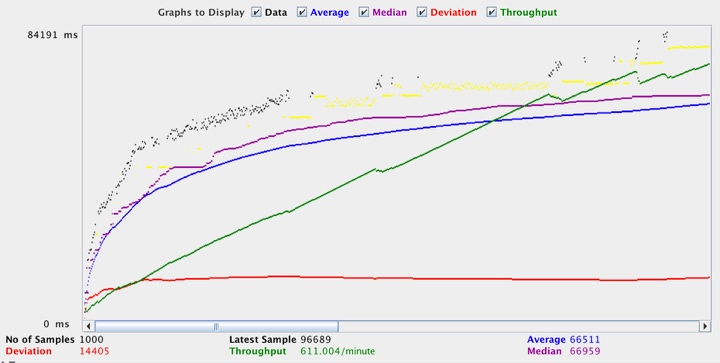 Graphs to Display Data Average Median Deviation Throughput
84191 ms
0 ms
No of Samples 1000 Latest Sample 96689 Average 66511
Deviation 14405 Throughput 611.004/minute Median 66959